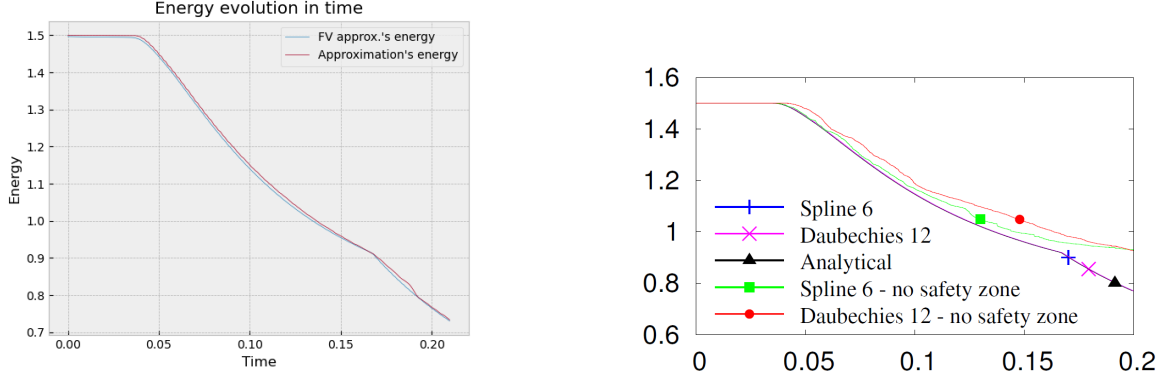 Energy evolution in time
FV approx.'s energy
Approximation's energy
1.5
1.4
1.3
1.2
1.1
1.0
0.9
0.8
0.7
Energy
0.00 0.05 0.10 0.15 0.20
Time
1.6
1.4
1.2
1
0.8
0.6
Spline 6
Daubechies 12
Analytical
Spline 6 - no safety zone
Daubechies 12 - no safety zone
0 0.05 0.1 0.15 0.2